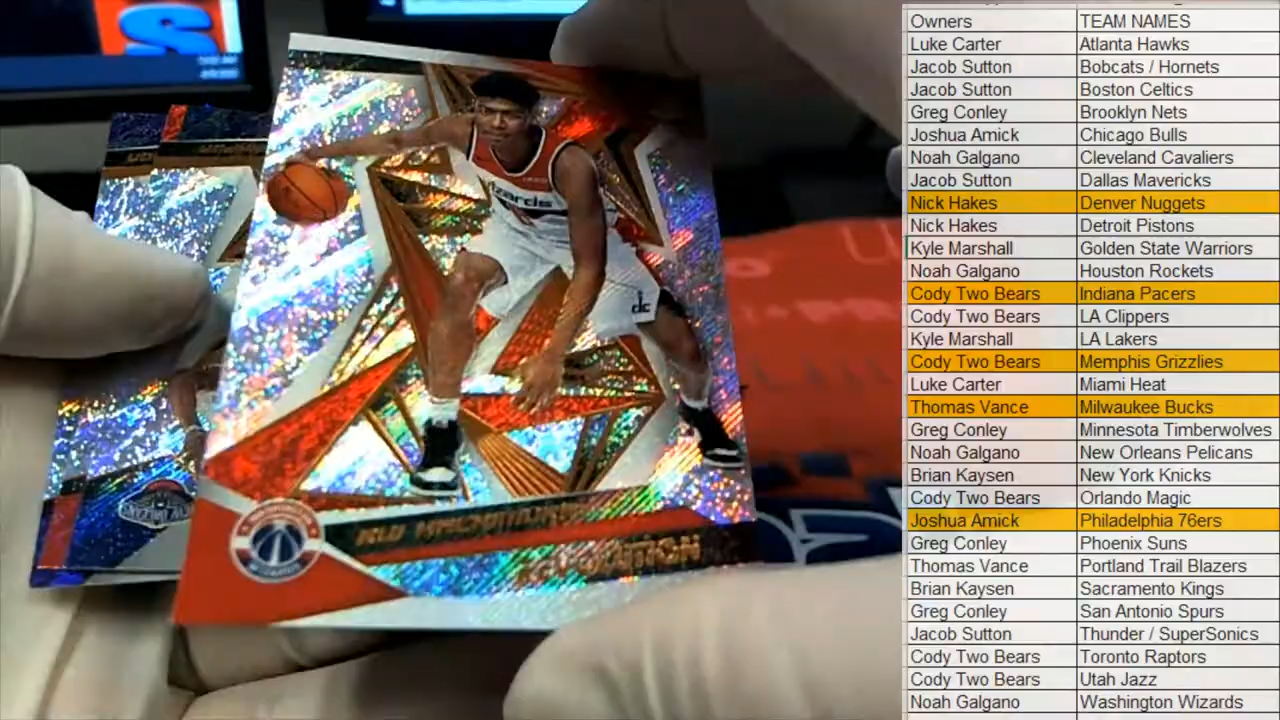 Owners TEAM NAMES
Luke Carter Atlanta Hawks
Jacob Sutton Bobcats / Hornets
Jacob Sutton Boston Celtics
Greg Conley Brooklyn Nets
Joshua Amick Chicago Bulls
Noah Galgano Cleveland Cavaliers
Jacob Sutton Dallas Mavericks
Nick Hakes Denver Nuggets
Nick Hakes Detroit Pistons
Kyle Marshall Golden State Warriors
Noah Galgano Houston Rockets
Cody Two Bears Indiana Pacers
Cody Two Bears LA Clippers
Kyle Marshall LA Lakers
Cody Two Bears Memphis Grizzlies
Luke Carter Miami Heat
Thomas Vance Milwaukee Bucks
Greg Conley Minnesota Timberwolves
Noah Galgano New Orleans Pelicans
Brian Kaysen New York Knicks
Cody Two Bears Orlando Magic
Joshua Amick Philadelphia 76ers
Greg Conley Phoenix Suns
Thomas Vance Portland Trail Blazers
Brian Kaysen Sacramento Kings
Greg Conley San Antonio Spurs
Jacob Sutton Thunder / SuperSonics
Cody Two Bears Toronto Raptors
Cody Two Bears Utah Jazz
Noah Galgano Washington Wizards
dc